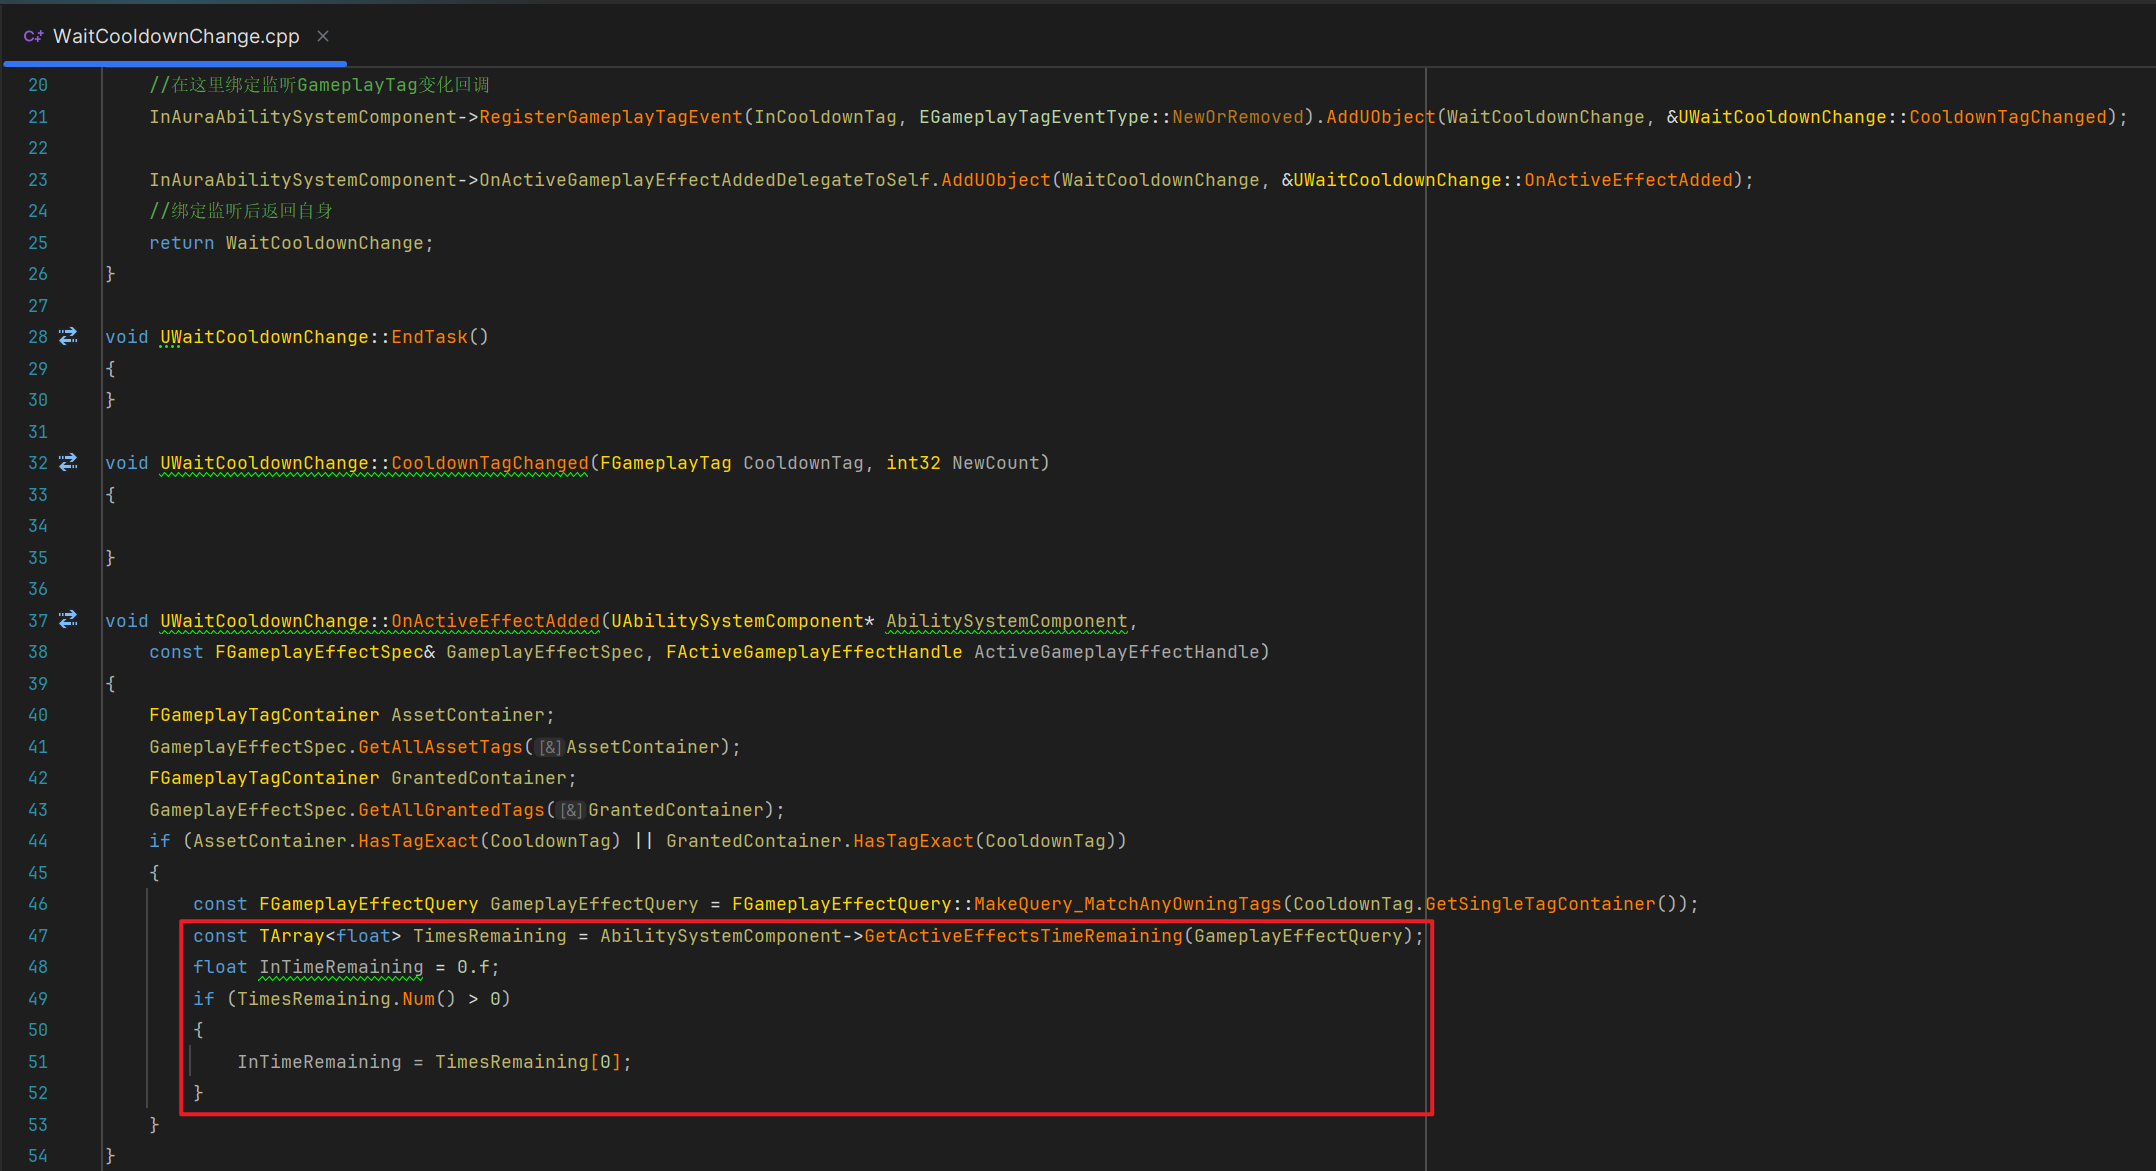 C++ WaitCooldownChange.cpp ×
20 //在这里绑定监听GameplayTag变化回调
21 InAuraAbilitySystemComponent->RegisterGameplayTagEvent(InCooldownTag, EGameplayTagEventType::NewOrRemoved).AddUObject(WaitCooldownChange, &UWaitCooldownChange::CooldownTagChanged);
22
23 InAuraAbilitySystemComponent->OnActiveGameplayEffectAddedDelegateToSelf.AddUObject(WaitCooldownChange, &UWaitCooldownChange::OnActiveEffectAdded);
24 //绑定监听后返回自身
25 return WaitCooldownChange;
26 }
27
28 void UWaitCooldownChange::EndTask()
29 {
30 }
31
32 void UWaitCooldownChange::CooldownTagChanged(FGameplayTag CooldownTag, int32 NewCount)
33 {
34
35 }
36
37 void UWaitCooldownChange::OnActiveEffectAdded(UAbilitySystemComponent* AbilitySystemComponent,
38 const FGameplayEffectSpec& GameplayEffectSpec, FActiveGameplayEffectHandle ActiveGameplayEffectHandle)
39 {
40 FGameplayTagContainer AssetContainer;
41 GameplayEffectSpec.GetAllAssetTags([&]AssetContainer);
42 FGameplayTagContainer GrantedContainer;
43 GameplayEffectSpec.GetAllGrantedTags([&]GrantedContainer);
44 if (AssetContainer.HasTagExact(CooldownTag) || GrantedContainer.HasTagExact(CooldownTag))
45 {
46 const FGameplayEffectQuery GameplayEffectQuery = FGameplayEffectQuery::MakeQuery_MatchAnyOwningTags(CooldownTag.GetSingleTagContainer());
47 const TArray<float> TimesRemaining = AbilitySystemComponent->GetActiveEffectsTimeRemaining(GameplayEffectQuery);
48 float InTimeRemaining = 0.f;
49 if (TimesRemaining.Num() > 0)
50 {
51 InTimeRemaining = TimesRemaining[0];
52 }
53 }
54 }